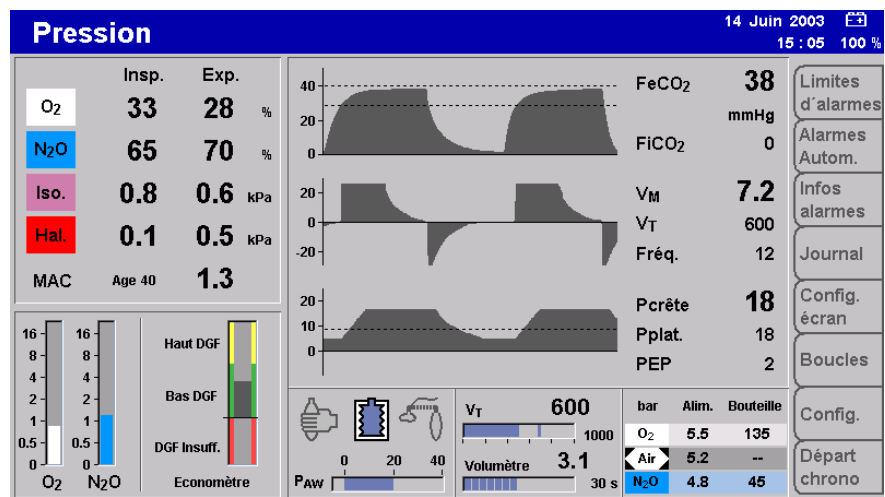 Pression
14 Juin 2003
15 : 05 100 %
Insp. Exp.
O2 33 28 %
N2O 65 70 %
Iso. 0.8 0.6 kPa
Hal. 0.1 0.5 kPa
MAC Age 40 1.3
40
20
0
FeCO2 38
mmHg
FiCO2 0
20
0
-20
VM 7.2
VT 600
Fréq. 12
20
10
0
Pcrête 18
Pplat. 18
PEP 2
Limites
d´alarmes
Alarmes
Autom.
Infos
alarmes
Journal
Config.
écran
Boucles
Config.
Départ
chrono
16
8
4
2
1
0.5
0
O2
16
8
4
2
1
0.5
0
N2O
Haut DGF
Bas DGF
DGF Insuff.
Economètre
0 20 40
PAW
VT 600
1000
Volumètre 3.1
30 s
bar Alim. Bouteille
O2 5.5 135
Air 5.2 --
N2O 4.8 45